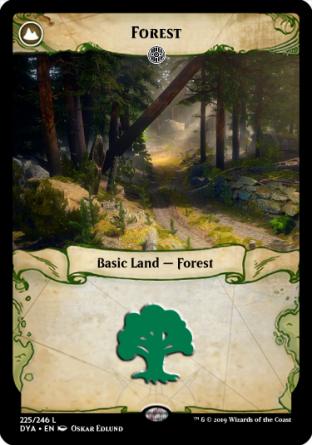 Forest
Basic Land — Forest
225/246 L
DYA • EN Oskar Edlund
™ & © 2019 Wizards of the Coast